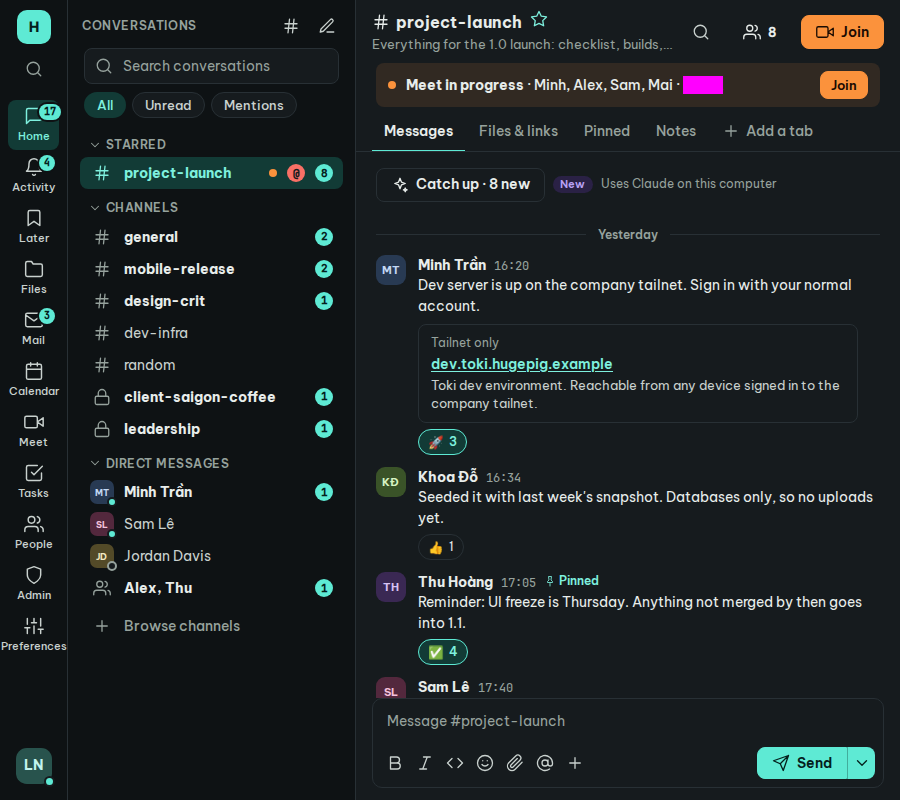 H
17
Home
4
Activity
Later
Files
3
Mail
Calendar
Meet
Tasks
People
Admin
Preferences
LN
CONVERSATIONS
Search conversations
All
Unread
Mentions
STARRED
project-launch
@
8
CHANNELS
general
2
mobile-release
2
design-crit
1
dev-infra
random
client-saigon-coffee
1
leadership
1
DIRECT MESSAGES
MT
Minh Trần
1
SL
Sam Lê
JD
Jordan Davis
Alex, Thu
1
Browse channels
# project-launch
Everything for the 1.0 launch: checklist, builds,...
8
Join
Meet in progress · Minh, Alex, Sam, Mai ·
Join
Messages
Files & links
Pinned
Notes
Add a tab
Catch up · 8 new
New
Uses Claude on this computer
Yesterday
MT
Minh Trần 16:20
Dev server is up on the company tailnet. Sign in with your normal
account.
Tailnet only
dev.toki.hugepig.example
Toki dev environment. Reachable from any device signed in to the
company tailnet.
🚀 3
KĐ
Khoa Đỗ 16:34
Seeded it with last week's snapshot. Databases only, so no uploads
yet.
👍 1
TH
Thu Hoàng 17:05 Pinned
Reminder: UI freeze is Thursday. Anything not merged by then goes
into 1.1.
✅ 4
SL
Sam Lê 17:40
Message #project-launch
Send